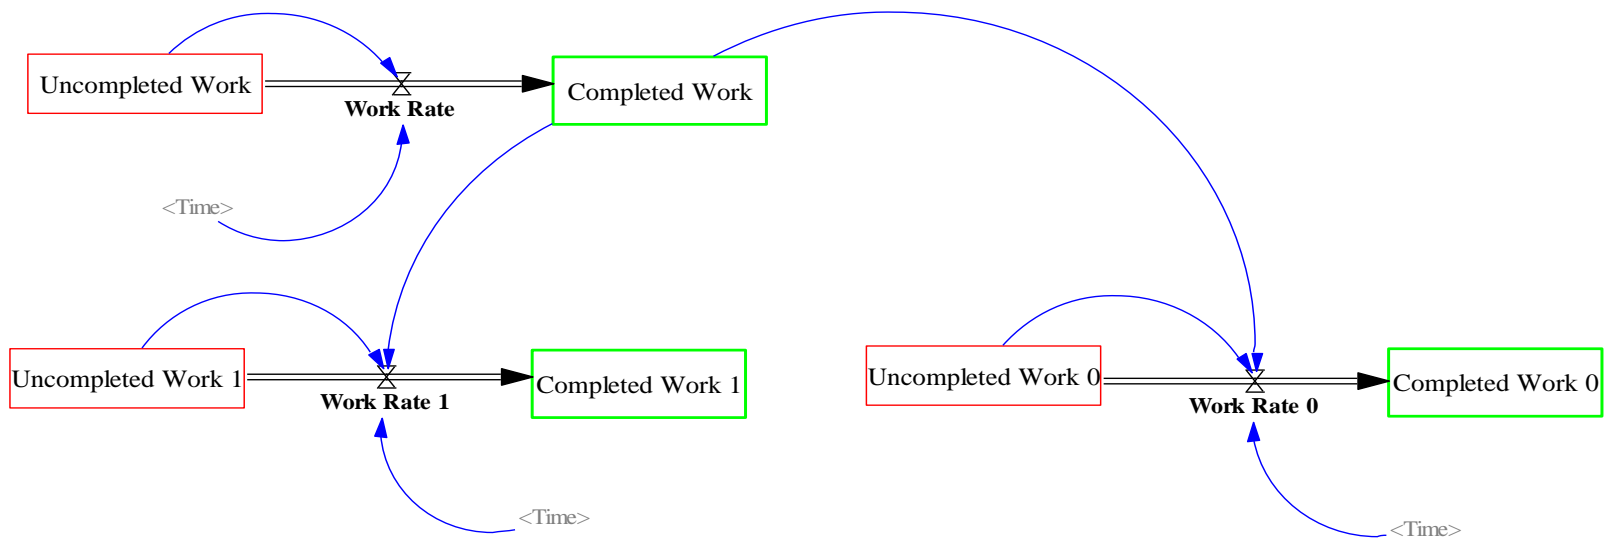 Uncompleted Work
Work Rate
Completed Work
<Time>
Uncompleted Work 1
Work Rate 1
Completed Work 1
<Time>
Uncompleted Work 0
Work Rate 0
Completed Work 0
<Time>